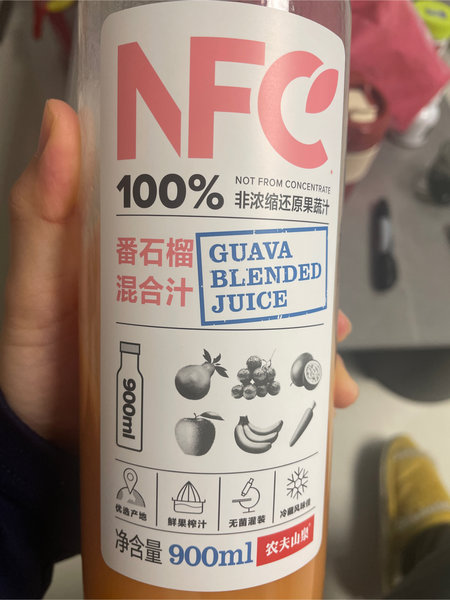 NFC
100%
NOT FROM CONCENTRATE
非浓缩还原果蔬汁
番石榴
混合汁
GUAVA
BLENDED
JUICE
900ml
优选产地
鲜果榨汁
无菌灌装
冷藏风味佳
净含量 900ml 农夫山泉